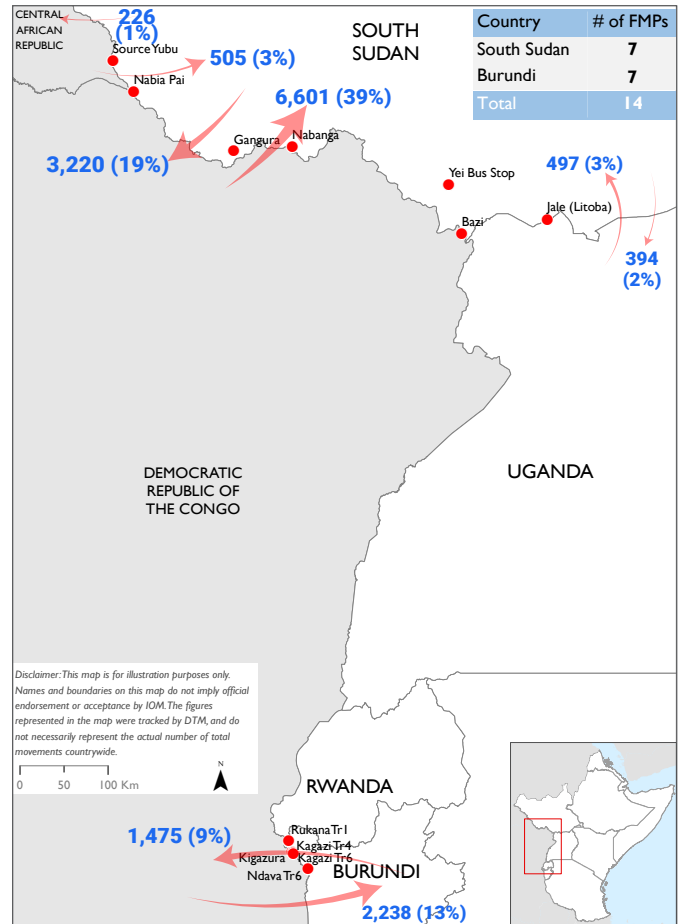 CENTRAL
AFRICAN
REPUBLIC
226
(1%)
Source Yubu
505 (3%)
Nabia Pai
SOUTH
SUDAN
Country # of FMPs
South Sudan 7
Burundi 7
Total 14
6,601 (39%)
3,220 (19%)
Gangura
Nabanga
Yei Bus Stop
497 (3%)
Jale (Litoba)
Bazi
394
(2%)
DEMOCRATIC
REPUBLIC OF
THE CONGO
UGANDA
Disclaimer: This map is for illustration purposes only.
Names and boundaries on this map do not imply official
endorsement or acceptance by IOM. The figures
represented in the map were tracked by DTM, and do
not necessarily represent the actual number of total
movements countrywide.
N
0 50 100 Km
RWANDA
1,475 (9%)
Rukana Tr1
Kagazi Tr4
Kigazura
Kagazi Tr6
Ndava Tr6
BURUNDI
2,238 (13%)